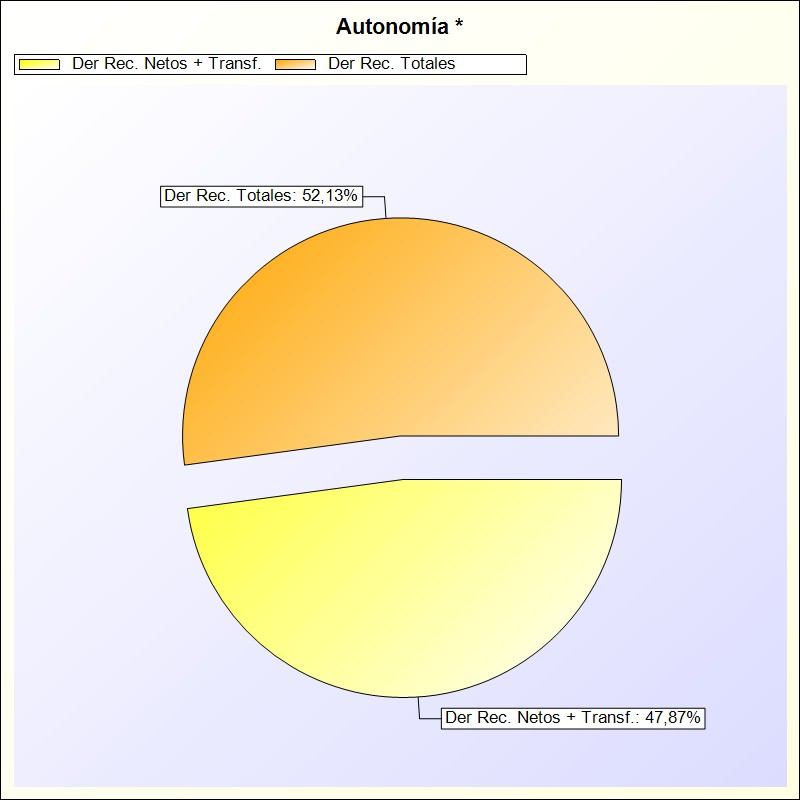 Autonomía *
Der Rec. Netos + Transf. Der Rec. Totales
Der Rec. Totales: 52,13%
Der Rec. Netos + Transf.: 47,87%